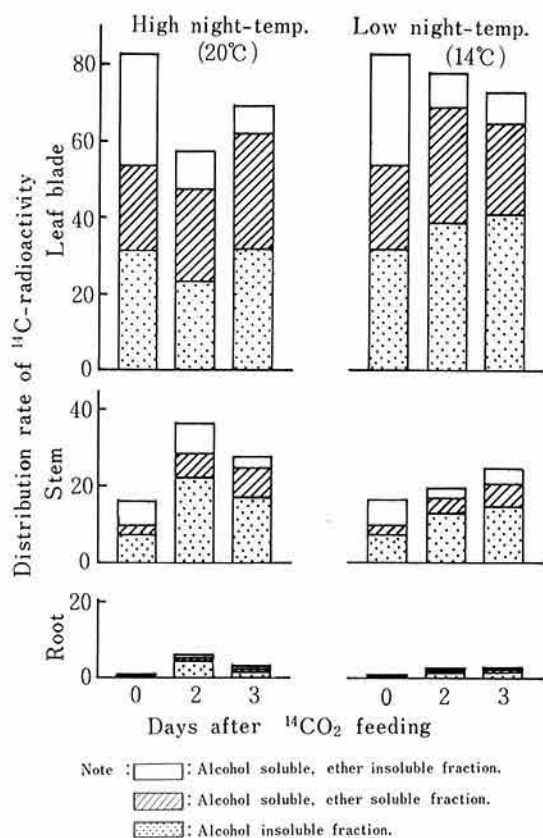 High night-temp.
(20℃)
Low night-temp.
(14℃)
Distribution rate of ¹⁴C-radioactivity
Leaf blade
80
60
40
20
0
Stem
40
20
0
Root
20
0
0 2 3 0 2 3
Days after ¹⁴CO₂ feeding
Note : : Alcohol soluble, ether insoluble fraction.
: Alcohol soluble, ether soluble fraction.
: Alcohol insoluble fraction.